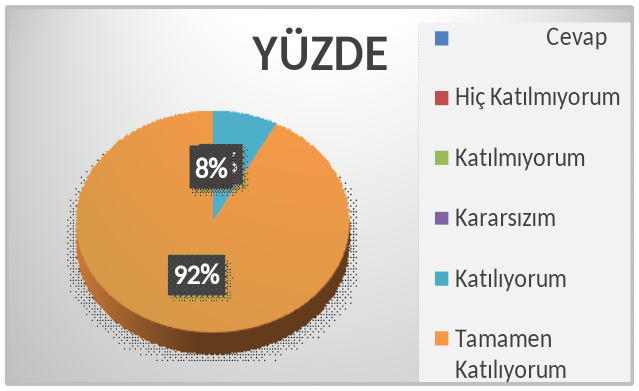 YÜZDE
Cevap
Hiç Katılmıyorum
Katılmıyorum
Kararsızım
Katılıyorum
Tamamen
Katılıyorum
8%
92%